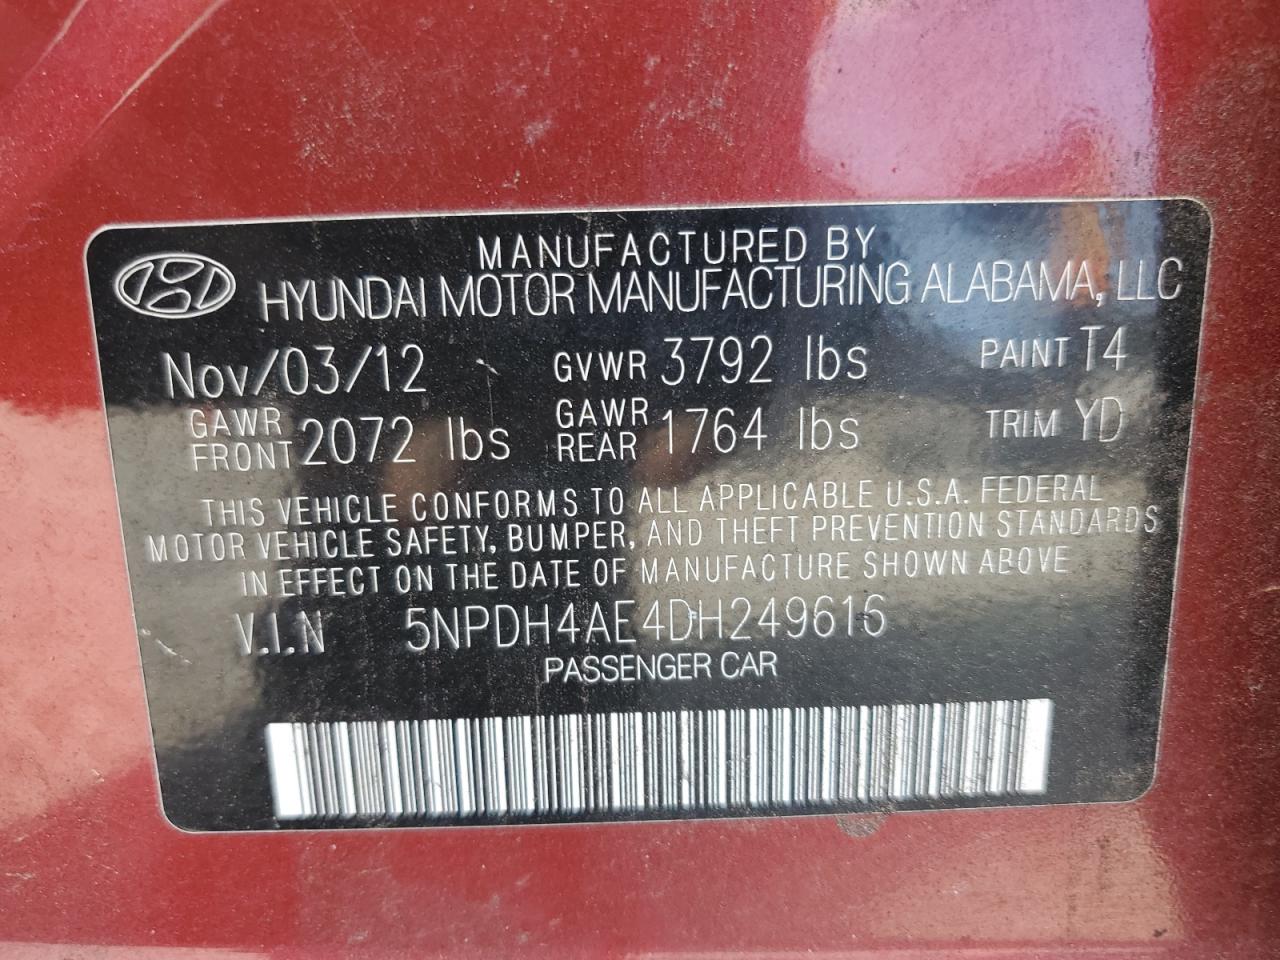 MANUFACTURED BY
HYUNDAI MOTOR MANUFACTURING ALABAMA, LLC
Nov/03/12 GVWR 3792 lbs PAINT T4
GAWR FRONT 2072 lbs GAWR REAR 1764 lbs TRIM YD
THIS VEHICLE CONFORMS TO ALL APPLICABLE U.S.A. FEDERAL
MOTOR VEHICLE SAFETY, BUMPER, AND THEFT PREVENTION STANDARDS
IN EFFECT ON THE DATE OF MANUFACTURE SHOWN ABOVE
V.I.N 5NPDH4AE4DH249616
PASSENGER CAR